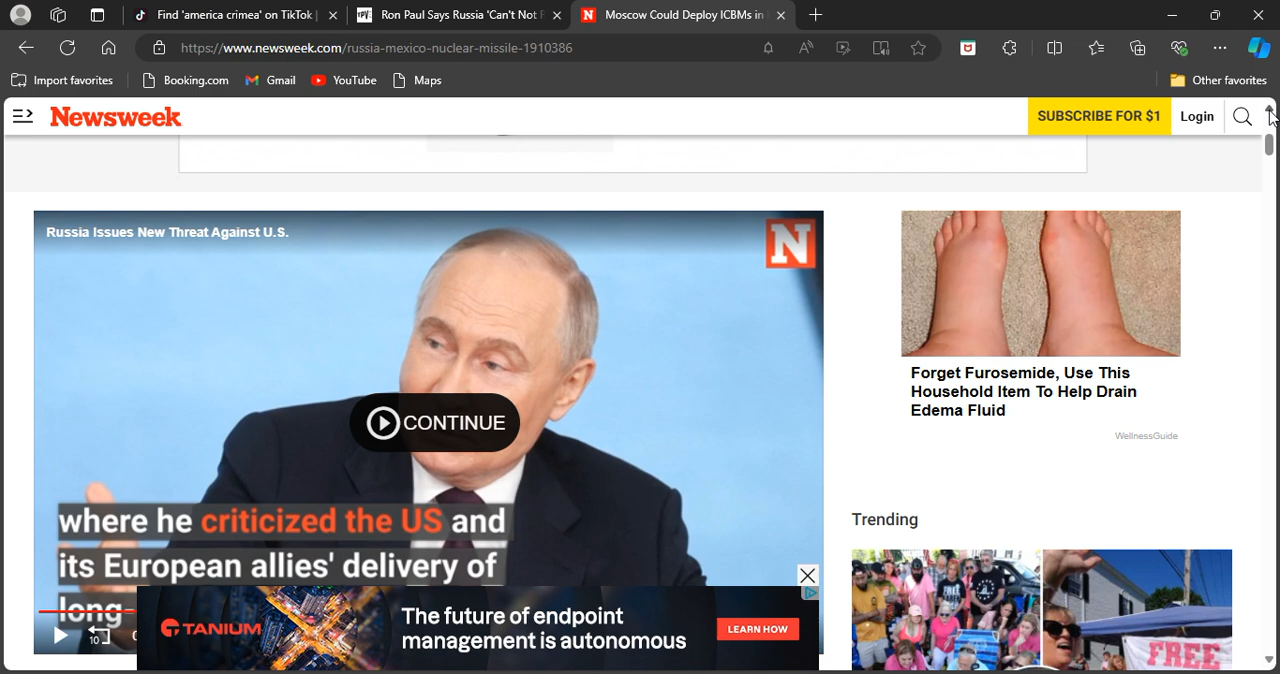 Find 'america crimea' on TikTok |
Ron Paul Says Russia 'Can't Not F
Moscow Could Deploy ICBMs in
https://www.newsweek.com/russia-mexico-nuclear-missile-1910386
Import favorites
Booking.com
Gmail
YouTube
Maps
Other favorites
Newsweek
SUBSCRIBE FOR $1
Login
Russia Issues New Threat Against U.S.
N
CONTINUE
where he criticized the US and
its European allies' delivery of
long-
10
TANIUM
The future of endpoint
management is autonomous
LEARN HOW
Forget Furosemide, Use This
Household Item To Help Drain
Edema Fluid
WellnessGuide
Trending
FREE